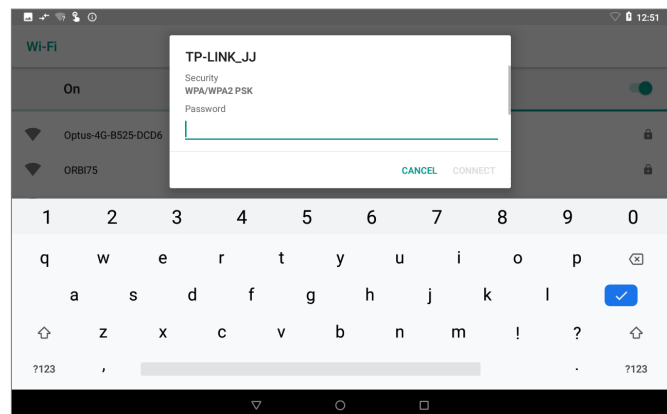 12:51
Wi-Fi
TP-LINK_JJ
Security
WPA/WPA2 PSK
Password
On
Optus-4G-B525-DCD6
ORBI75
CANCEL CONNECT
1 2 3 4 5 6 7 8 9 0
q w e r t y u i o p
a s d f g h j k l
z x c v b n m ! ?
?123 , . ?123